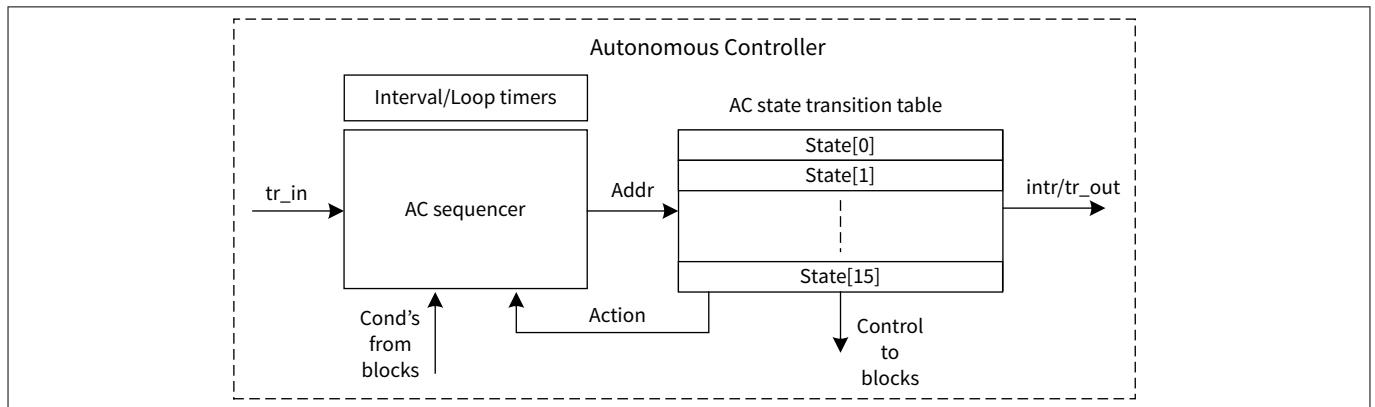 Autonomous Controller
Interval/Loop timers
AC state transition table
State[0]
State[1]
tr_in
AC sequencer
Addr
intr/tr_out
State[15]
Cond's
from
blocks
Action
Control
to
blocks